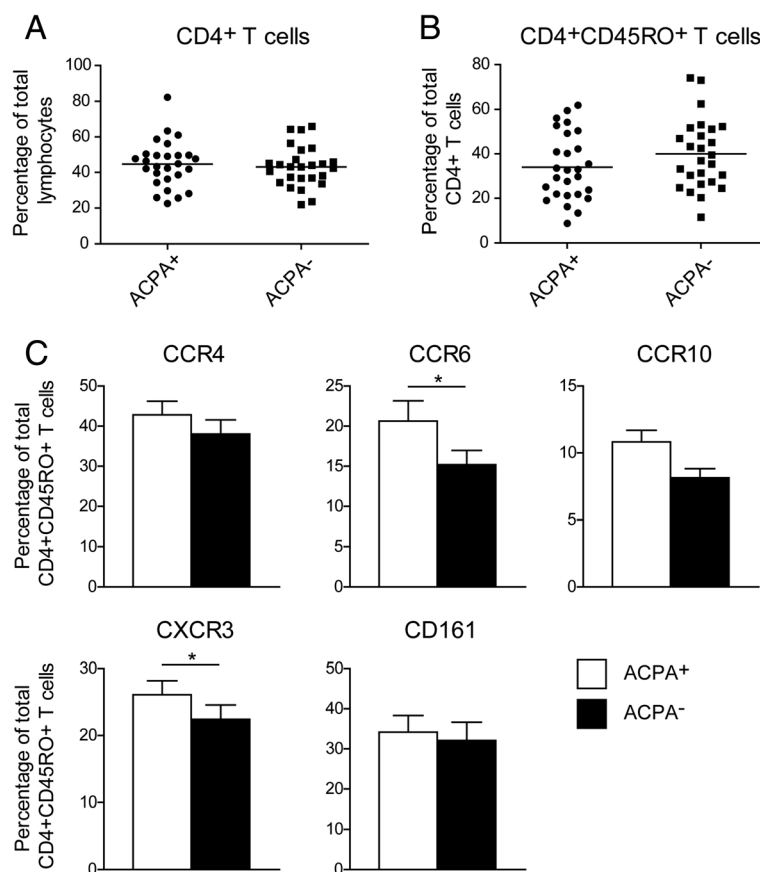 A
CD4+ T cells
Percentage of total
lymphocytes
100
80
60
40
20
0
ACPA+
ACPA-
B
CD4+CD45RO+ T cells
Percentage of total
CD4+ T cells
80
60
40
20
0
ACPA+
ACPA-
C
CCR4
Percentage of total
CD4+CD45RO+ T cells
50
40
30
20
10
0
CCR6
25
20
15
10
5
0
*
CCR10
15
10
5
0
CXCR3
Percentage of total
CD4+CD45RO+ T cells
30
20
10
0
*
CD161
50
40
30
20
10
0
ACPA+
ACPA-